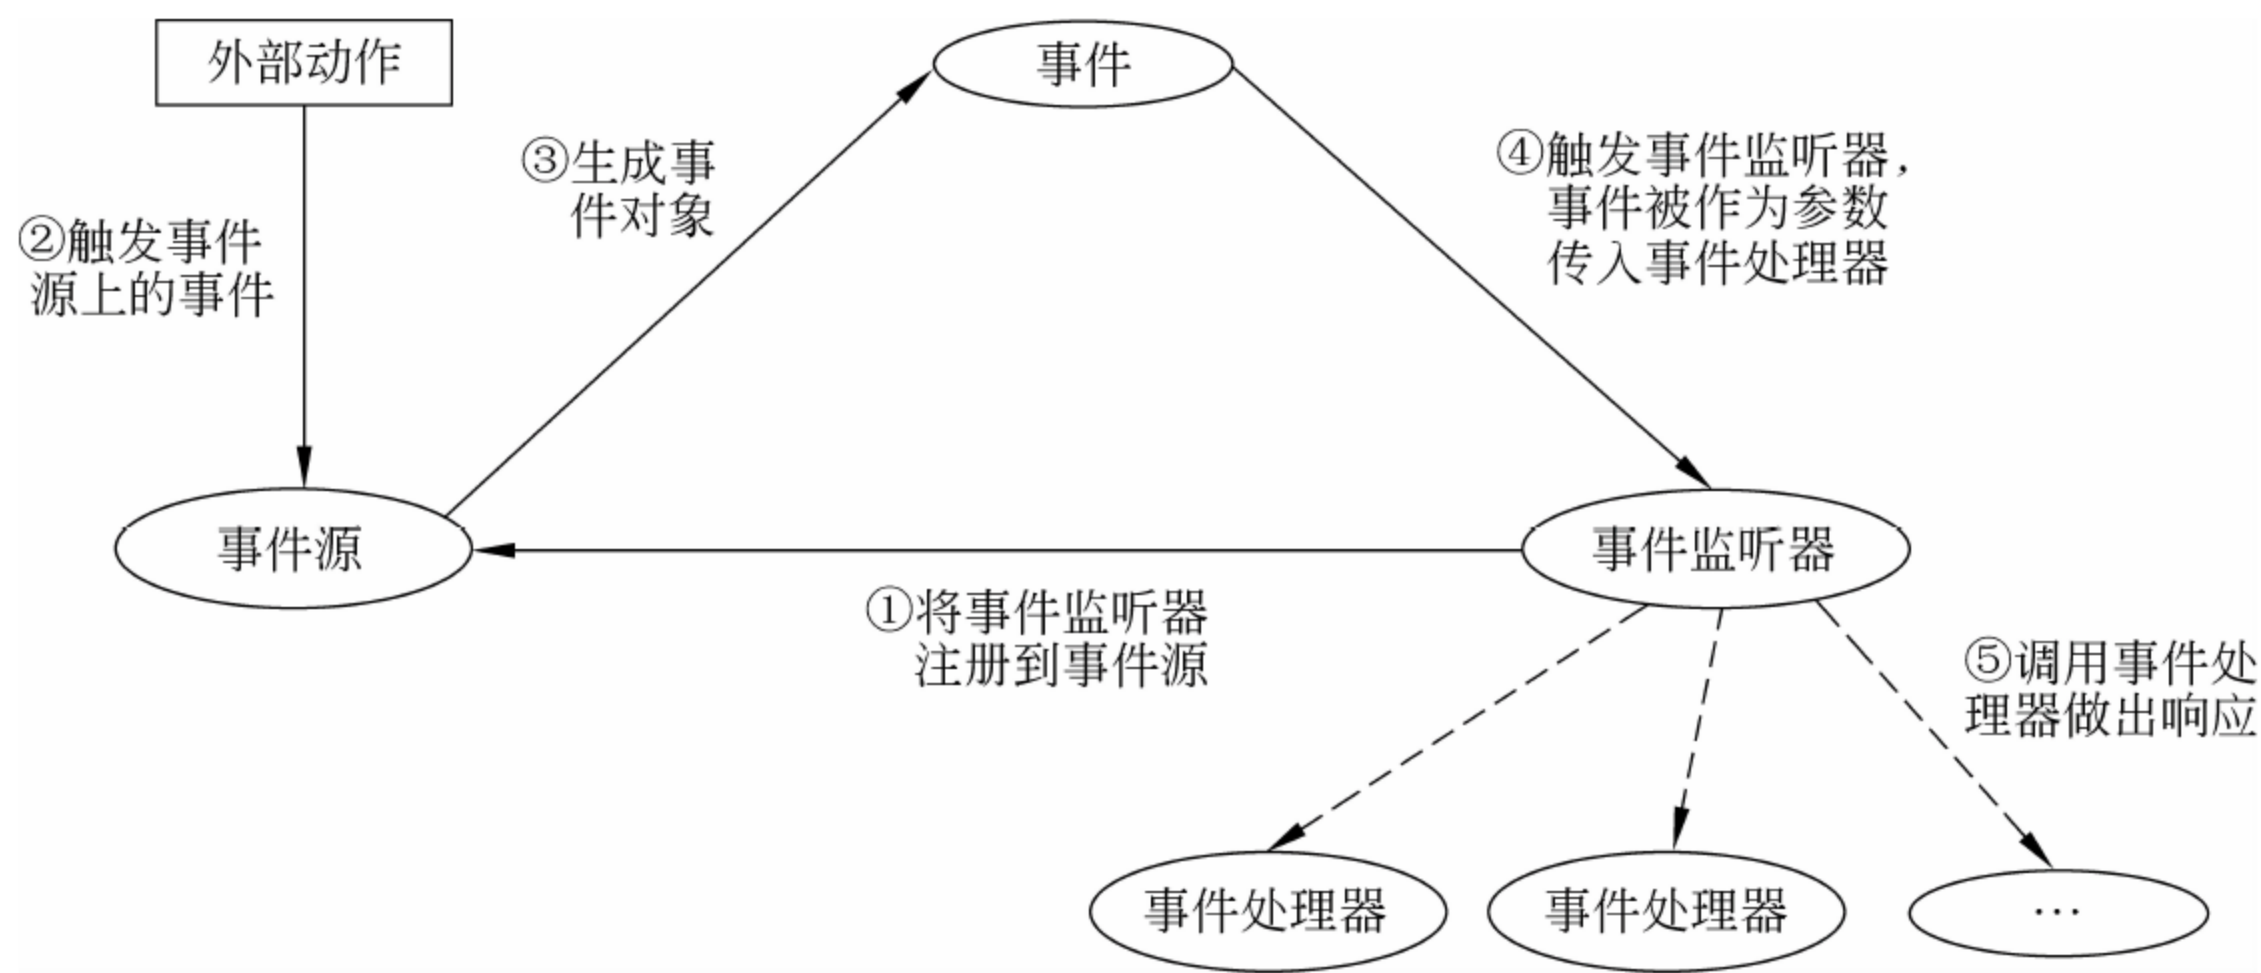 外部动作
事件
③生成事
件对象
④触发事件监听器，
事件被作为参数
传入事件处理器
②触发事件
源上的事件
事件源
事件监听器
①将事件监听器
注册到事件源
⑤调用事件处
理器做出响应
事件处理器
事件处理器
…